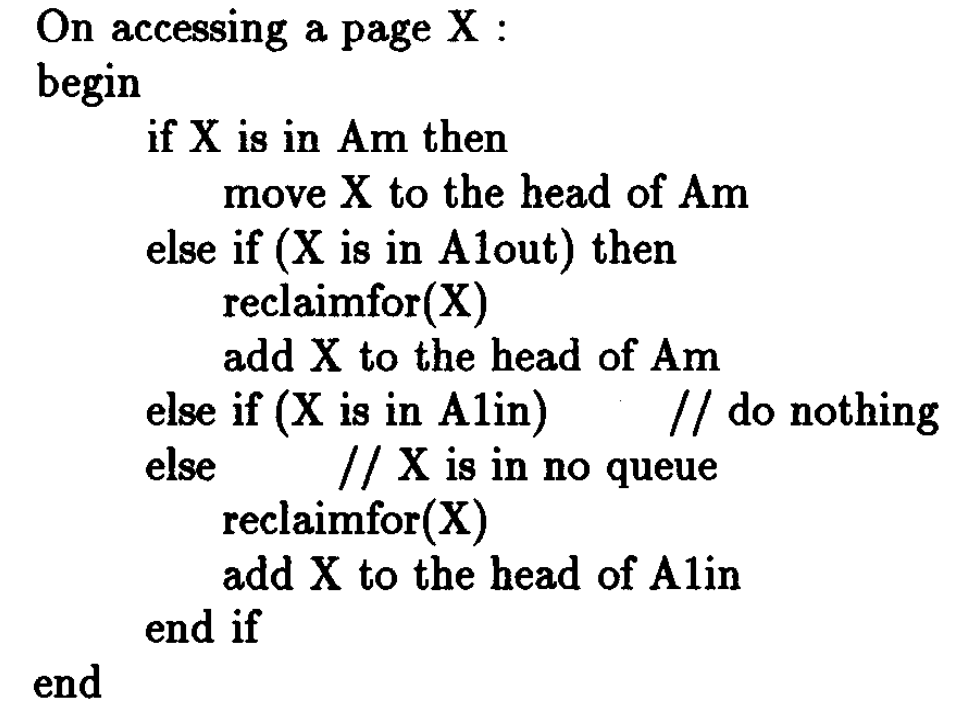 On accessing a page X :
begin
if X is in Am then
move X to the head of Am
else if (X is in A1out) then
reclaimfor(X)
add X to the head of Am
else if (X is in A1in) // do nothing
else // X is in no queue
reclaimfor(X)
add X to the head of A1in
end if
end